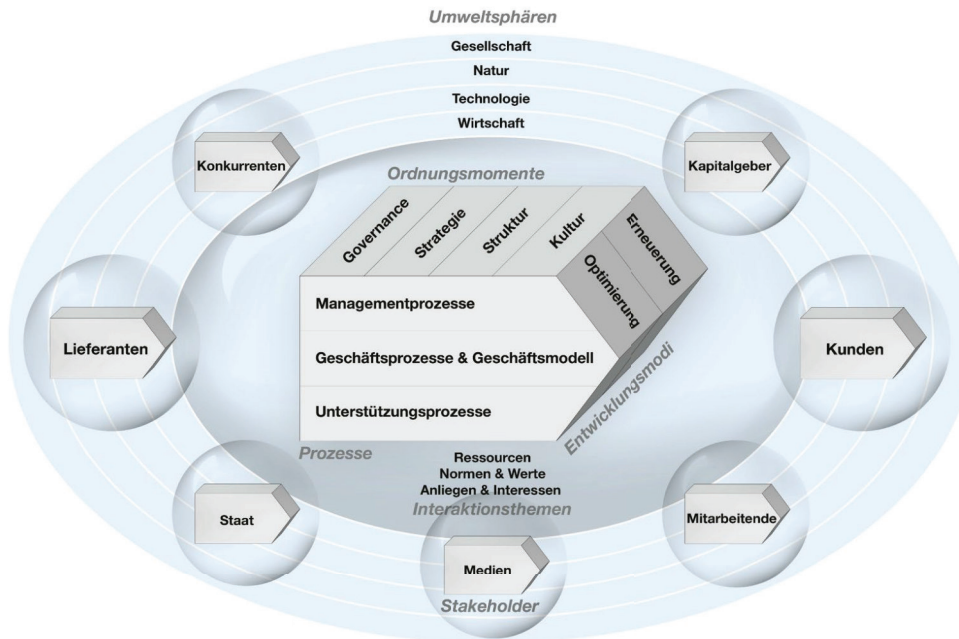 Umweltsphären
Gesellschaft
Natur
Technologie
Wirtschaft
Konkurrenten
Kapitalgeber
Ordnungsmomente
Governance
Strategie
Struktur
Kultur
Erneuerung
Optimierung
Managementprozesse
Geschäftsprozesse & Geschäftsmodell
Unterstützungsprozesse
Lieferanten
Kunden
Prozesse
Entwicklungsmodi
Ressourcen
Normen & Werte
Anliegen & Interessen
Interaktionsthemen
Staat
Mitarbeitende
Medien
Stakeholder